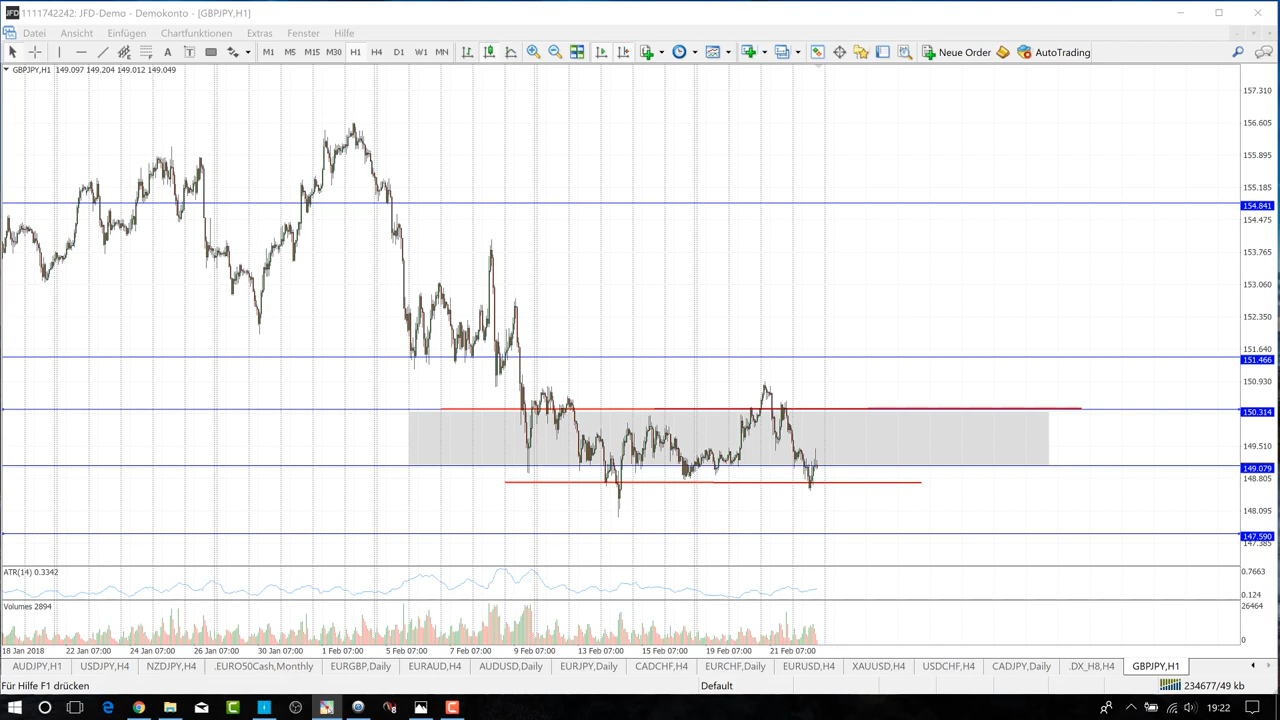 JFD 1111742242: JFD-Demo - Demokonto - [GBPJPY,H1]
Datei Ansicht Einfügen Chartfunktionen Extras Fenster Hilfe
A T M1 M5 M15 M30 H1 H4 D1 W1 MN Neue Order AutoTrading
GBPJPY,H1 149.097 149.204 149.012 149.049
157.310
156.605
155.895
155.185
154.841
154.475
153.765
153.060
152.350
151.640
151.466
150.930
150.314
149.510
149.079
148.805
148.095
147.590
147.385
ATR(14) 0.3342
0.7663
0.124
Volumes 2894
26464
0
18 Jan 2018 22 Jan 07:00 24 Jan 07:00 26 Jan 07:00 30 Jan 07:00 1 Feb 07:00 5 Feb 07:00 7 Feb 07:00 9 Feb 07:00 13 Feb 07:00 15 Feb 07:00 19 Feb 07:00 21 Feb 07:00
AUDJPY,H1 USDJPY,H4 NZDJPY,H4 .EURO50Cash,Monthly EURGBP,Daily EURAUD,H4 AUDUSD,Daily EURJPY,Daily CADCHF,H4 EURCHF,Daily EURUSD,H4 XAUUSD,H4 USDCHF,H4 CADJPY,Daily .DX_H8,H4 GBPJPY,H1
Für Hilfe F1 drücken Default 234677/49 kb
19:22